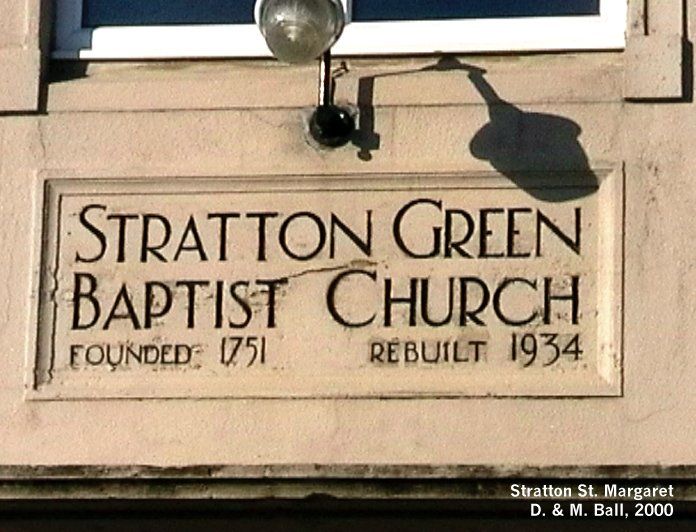 STRATTON GREEN
BAPTIST CHURCH
FOUNDED 1751 REBUILT 1934
Stratton St. Margaret
D. & M. Ball, 2000